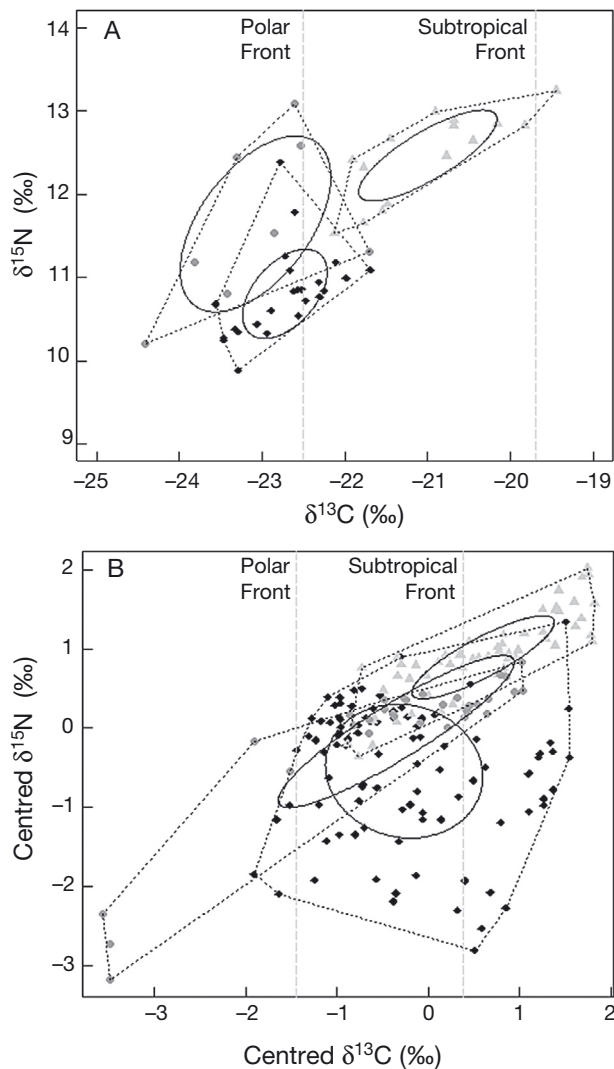 A
Polar
Front
Subtropical
Front
14
13
12
11
10
9
δ15N (‰)
–25 –24 –23 –22 –21 –20 –19
δ13C (‰)
B
Polar
Front
Subtropical
Front
2
1
0
–1
–2
–3
Centred δ15N (‰)
–3 –2 –1 0 1 2
Centred δ13C (‰)